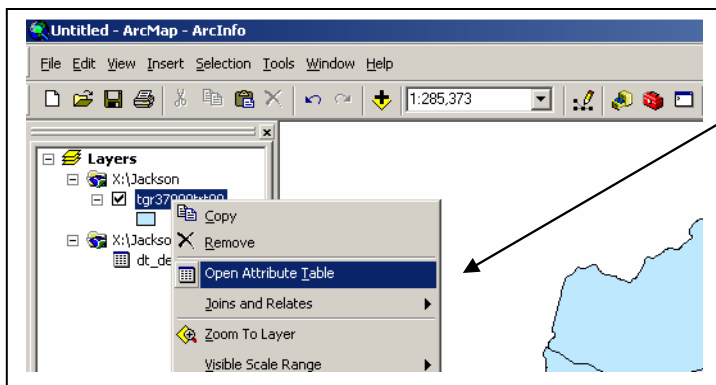 Untitled - ArcMap - ArcInfo
File Edit View Insert Selection Tools Window Help
1:285,373
Layers
X:\Jackson
X:\Jackso
dt_de
Copy
Remove
Open Attribute Table
Joins and Relates
Zoom To Layer
Visible Scale Range